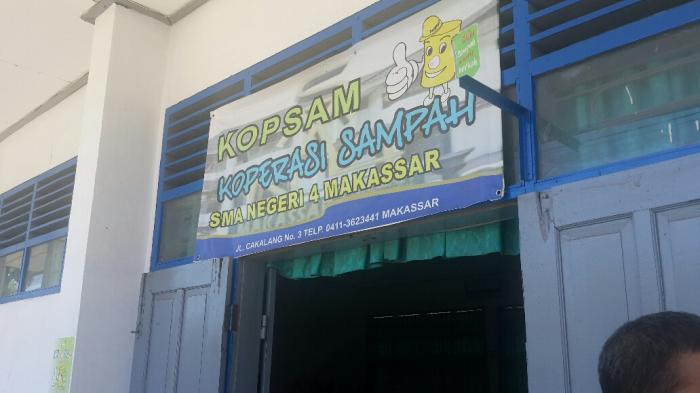 KOPSAM
KOPERASI SAMPAH
SMA NEGERI 4 MAKASSAR
JL. CAKALANG No. 3 TELP. 0411-3623441 MAKASSAR